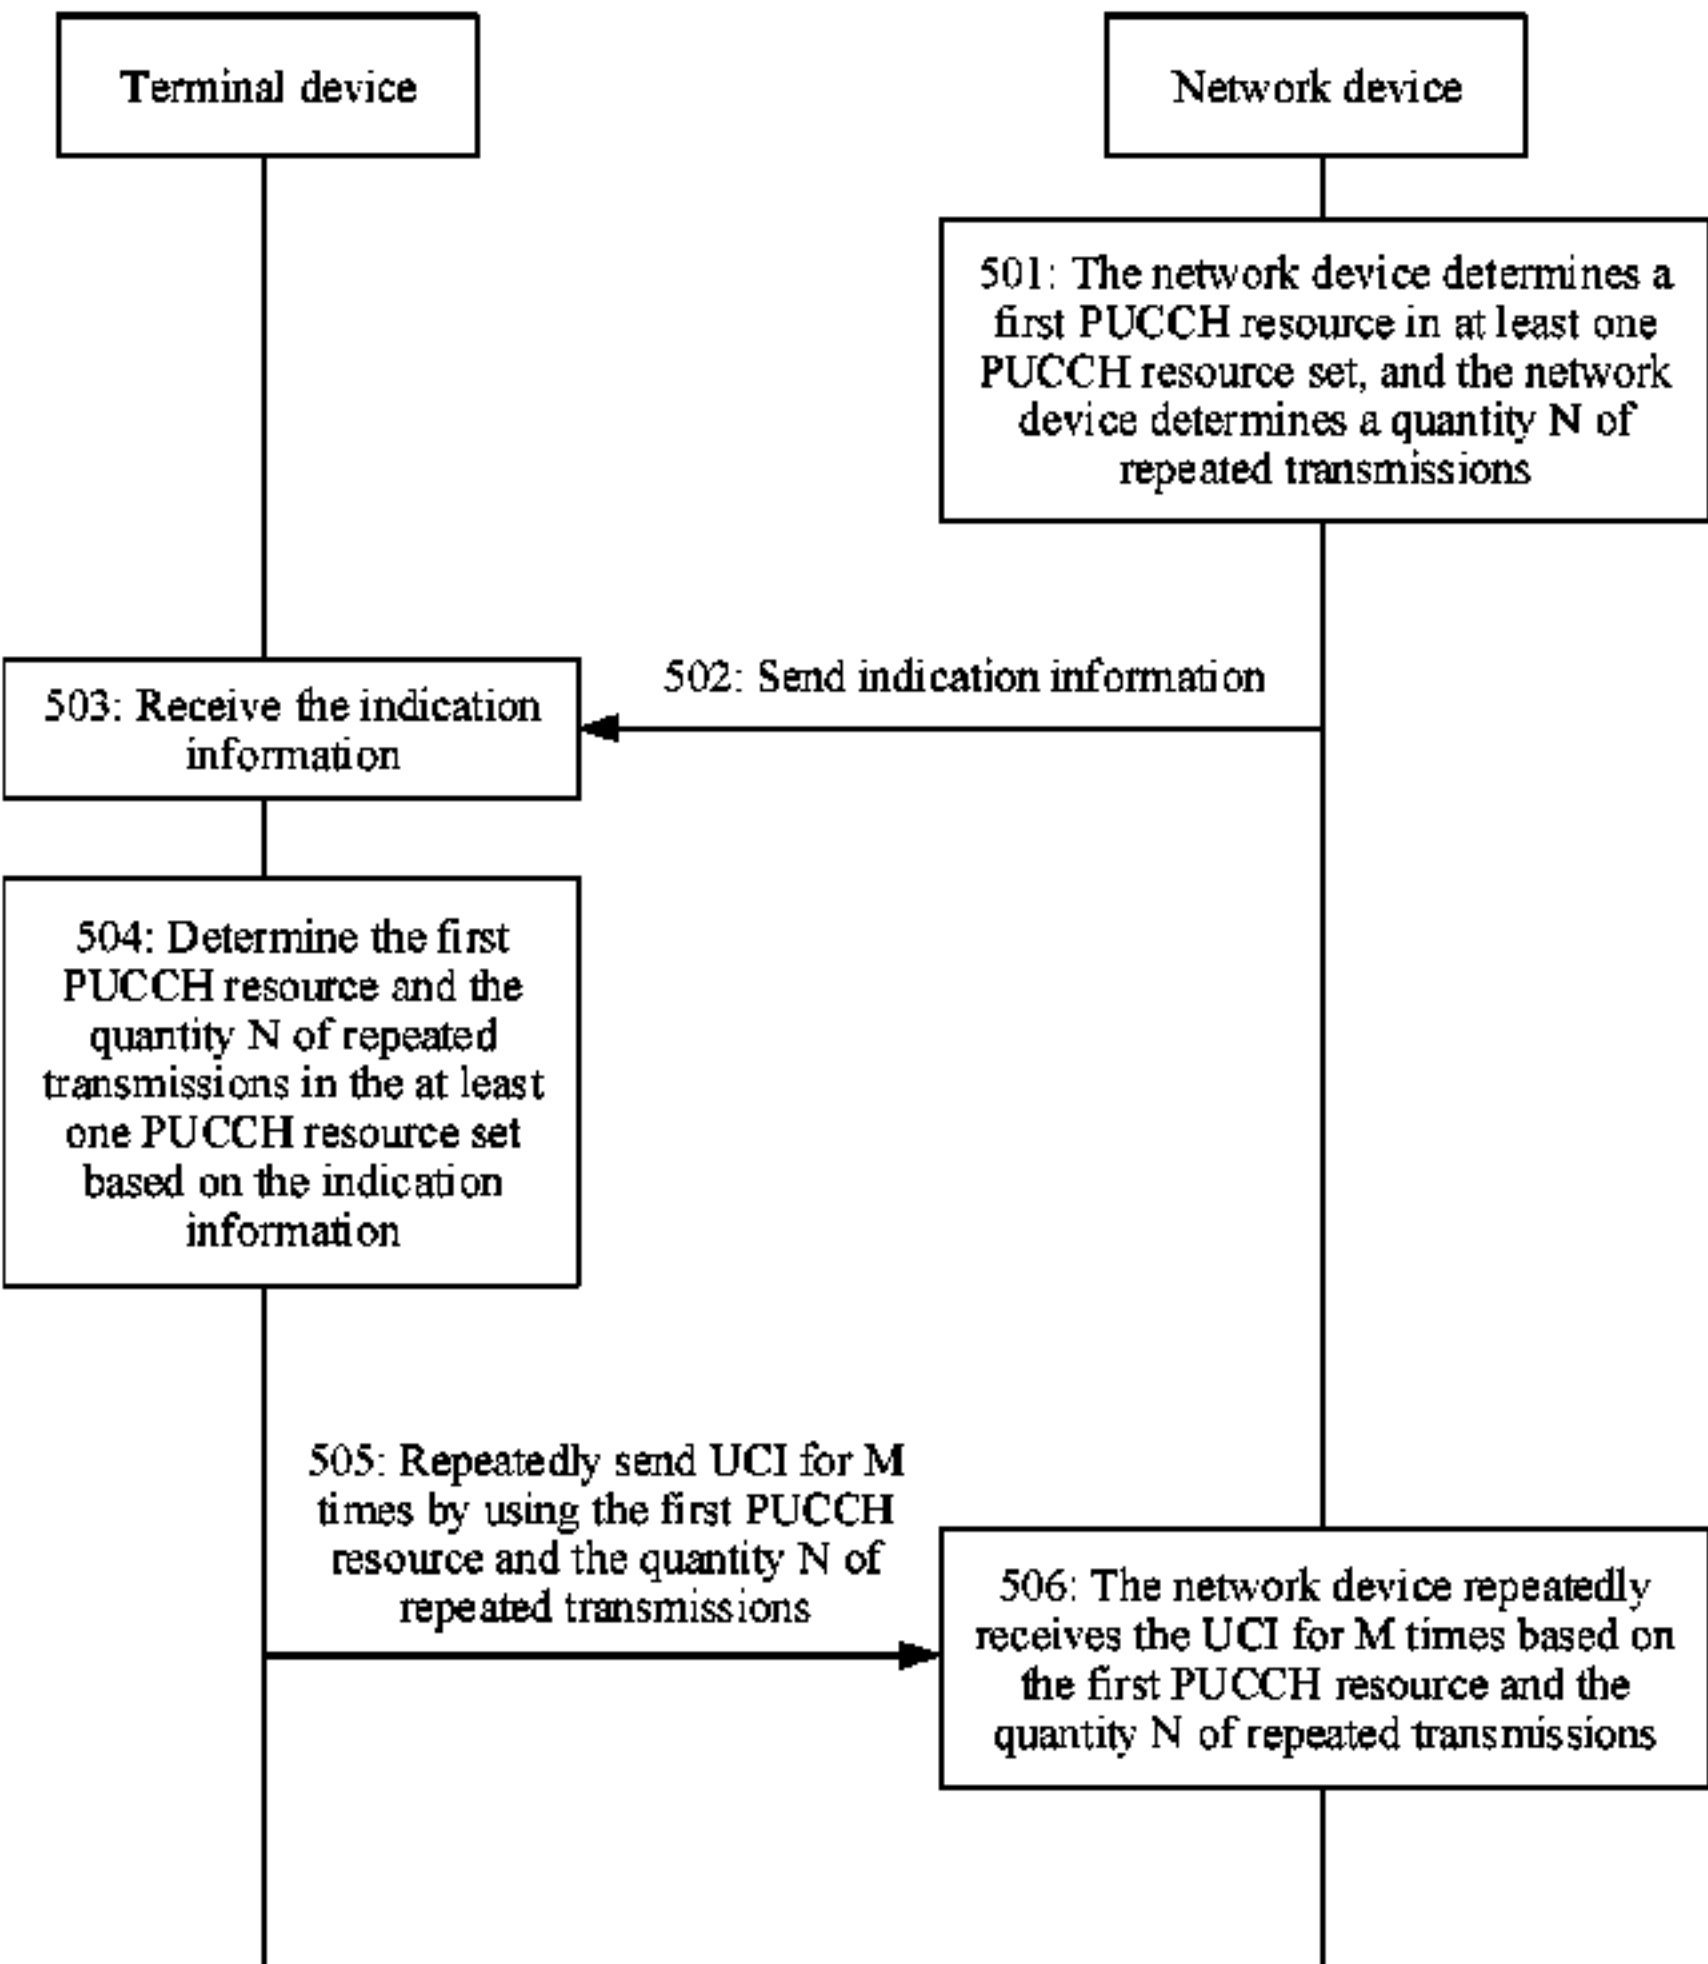 Terminal device
Network device
501: The network device determines a
first PUCCH resource in at least one
PUCCH resource set, and the network
device determines a quantity N of
repeated transmissions
502: Send indication information
503: Receive the indication
information
504: Determine the first
PUCCH resource and the
quantity N of repeated
transmissions in the at least
one PUCCH resource set
based on the indication
information
505: Repeatedly send UCI for M
times by using the first PUCCH
resource and the quantity N of
repeated transmissions
506: The network device repeatedly
receives the UCI for M times based on
the first PUCCH resource and the
quantity N of repeated transmissions